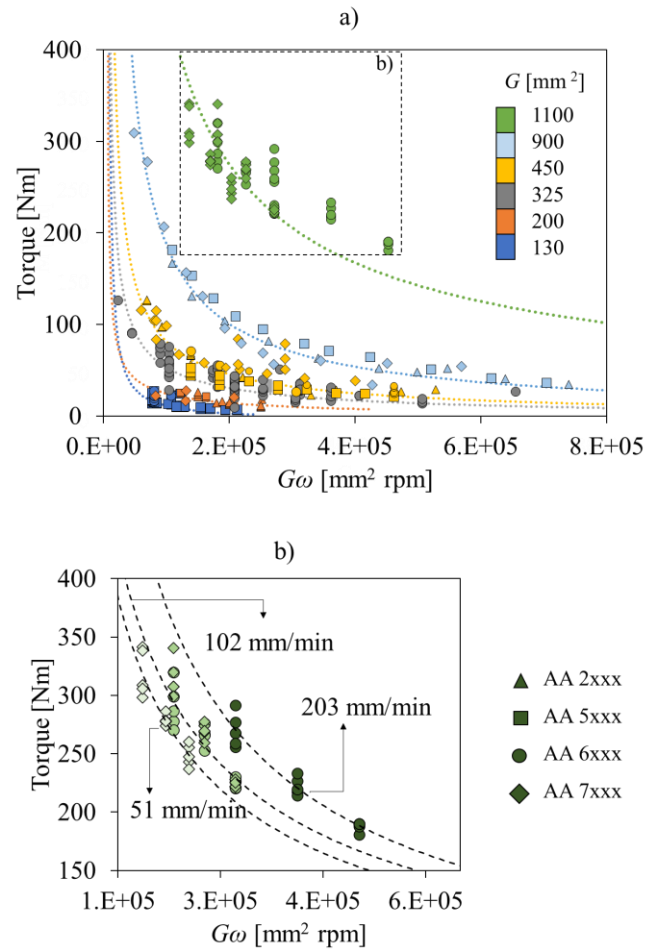 a)
400
300
200
100
0
Torque [Nm]
b)
G [mm²]
1100
900
450
325
200
130
0.E+00
2.E+05
4.E+05
6.E+05
8.E+05
Gω [mm² rpm]
b)
400
350
300
250
200
150
Torque [Nm]
102 mm/min
203 mm/min
51 mm/min
1.E+05
2.E+05
4.E+05
6.E+05
Gω [mm² rpm]
AA 2xxx
AA 5xxx
AA 6xxx
AA 7xxx